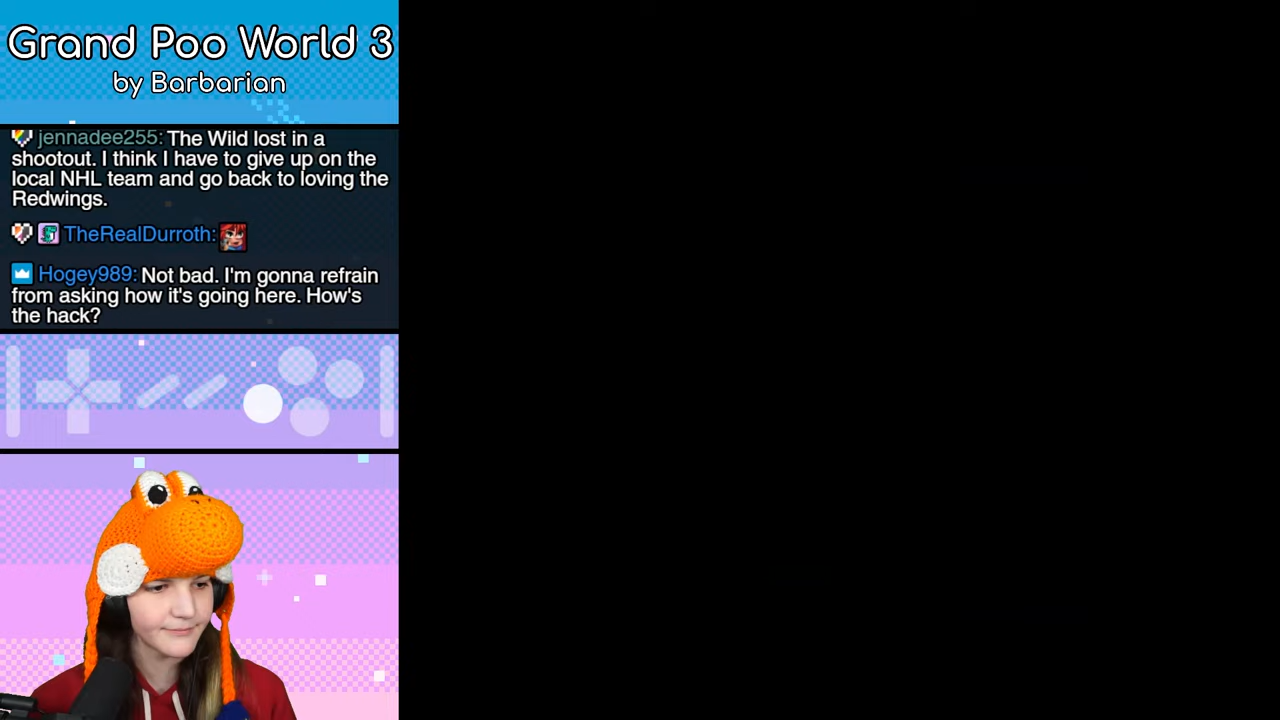 Grand Poo World 3
by Barbarian
jennadee255: The Wild lost in a
shootout. I think I have to give up on the
local NHL team and go back to loving the
Redwings.
TheRealDurroth:
Hogey989: Not bad. I'm gonna refrain
from asking how it's going here. How's
the hack?